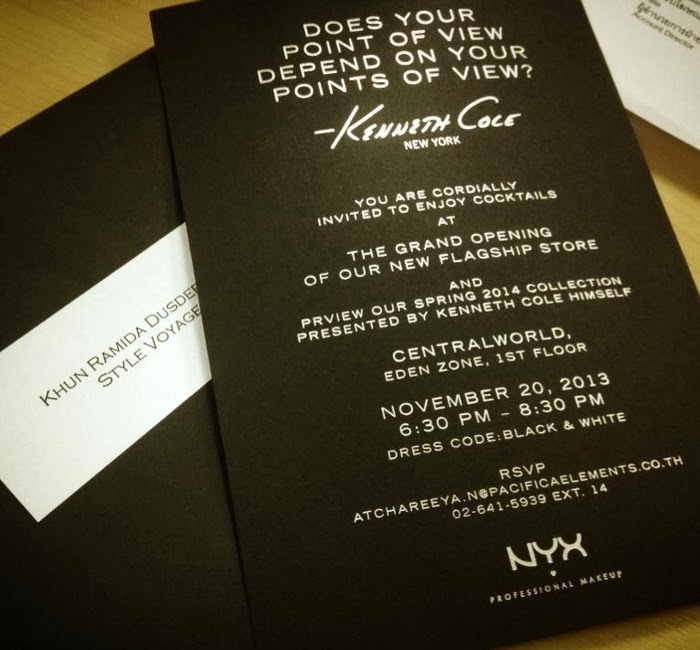 DOES YOUR
POINT OF VIEW
DEPEND ON YOUR
POINTS OF VIEW?
—KENNETH COLE
NEW YORK
YOU ARE CORDIALLY
INVITED TO ENJOY COCKTAILS
AT
THE GRAND OPENING
OF OUR NEW FLAGSHIP STORE
AND
PRVIEW OUR SPRING 2014 COLLECTION
PRESENTED BY KENNETH COLE HIMSELF
CENTRALWORLD,
EDEN ZONE, 1ST FLOOR
NOVEMBER 20, 2013
6:30 PM – 8:30 PM
DRESS CODE:BLACK & WHITE
RSVP
ATCHAREEYA.N@PACIFICAELEMENTS.CO.TH
02-641-5939 EXT. 14
NYX
PROFESSIONAL MAKEUP
KHUN RAMIDA DUSDEE
STYLE VOYAGE
Account Direct